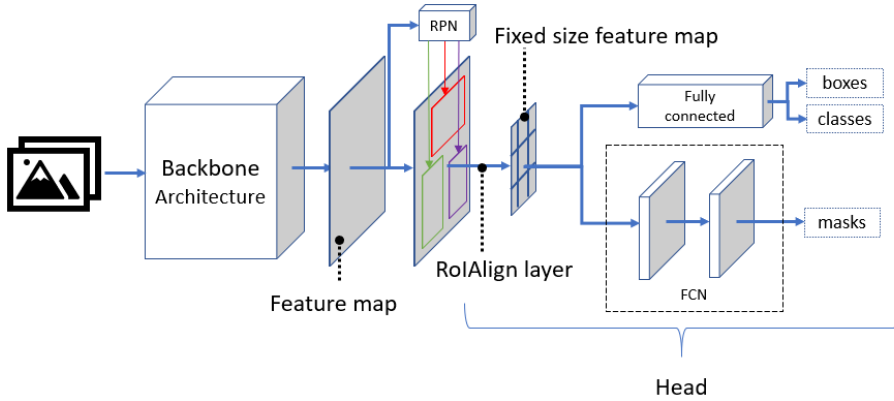 RPN
Fixed size feature map
Backbone
Architecture
Fully
connected
boxes
classes
masks
RoIAlign layer
Feature map
FCN
Head